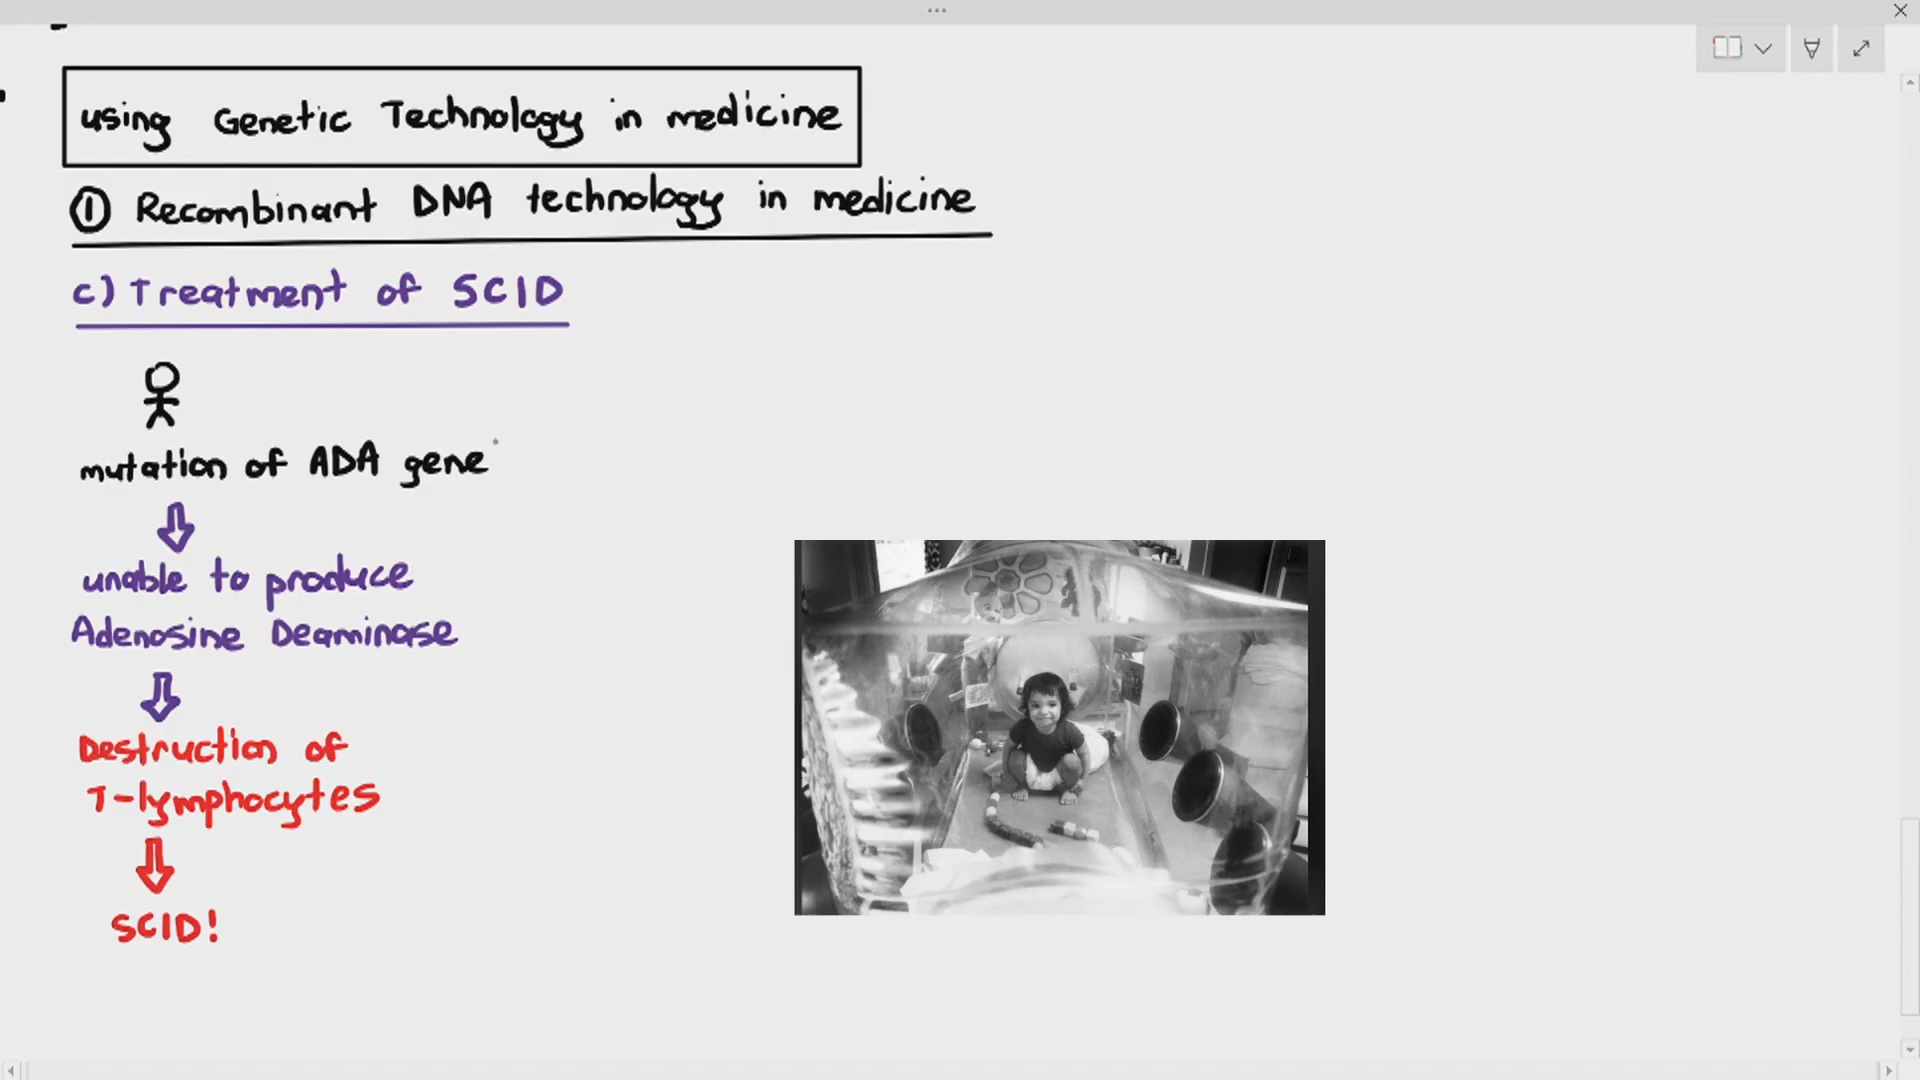 using Genetic Technology in medicine
① Recombinant DNA technology in medicine
c) Treatment of SCID
mutation of ADA gene
unable to produce
Adenosine Deaminase
Destruction of
T-lymphocytes
SCID!